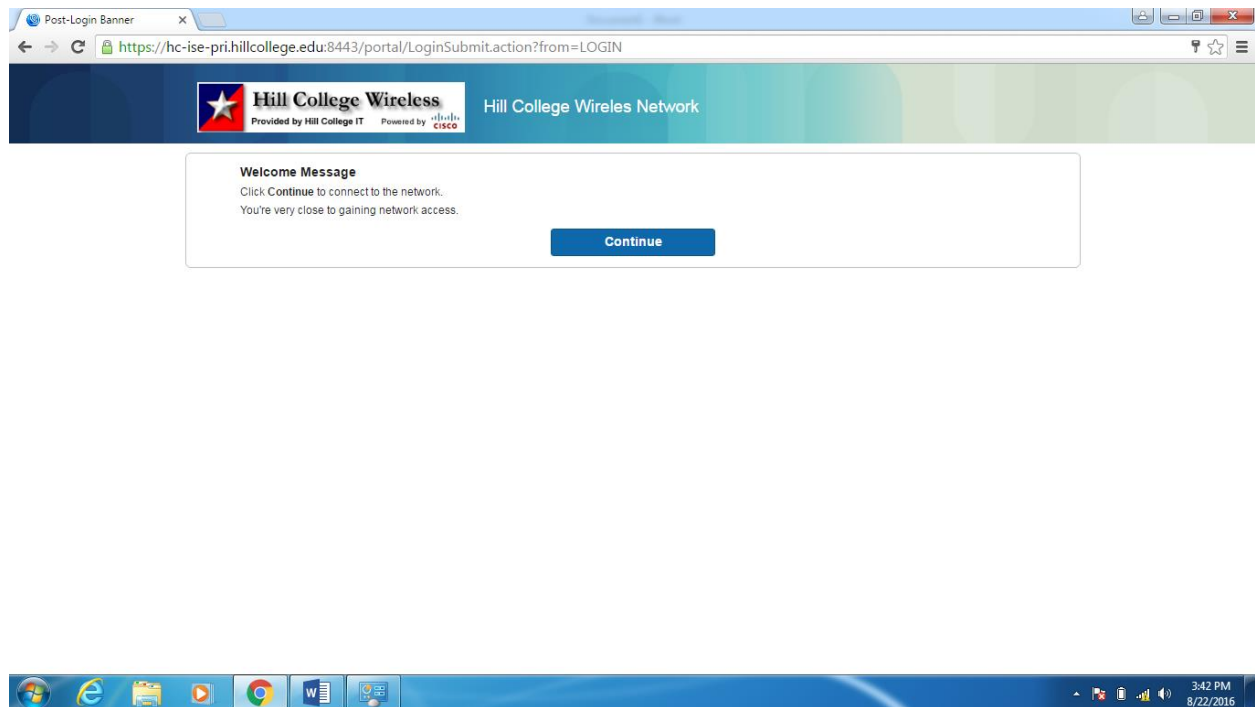 Post-Login Banner
https://hc-ise-pri.hillcollege.edu:8443/portal/LoginSubmit.action?from=LOGIN
Hill College Wireless
Provided by Hill College IT Powered by CISCO
Hill College Wireles Network
Welcome Message
Click Continue to connect to the network.
You're very close to gaining network access.
Continue
3:42 PM
8/22/2016